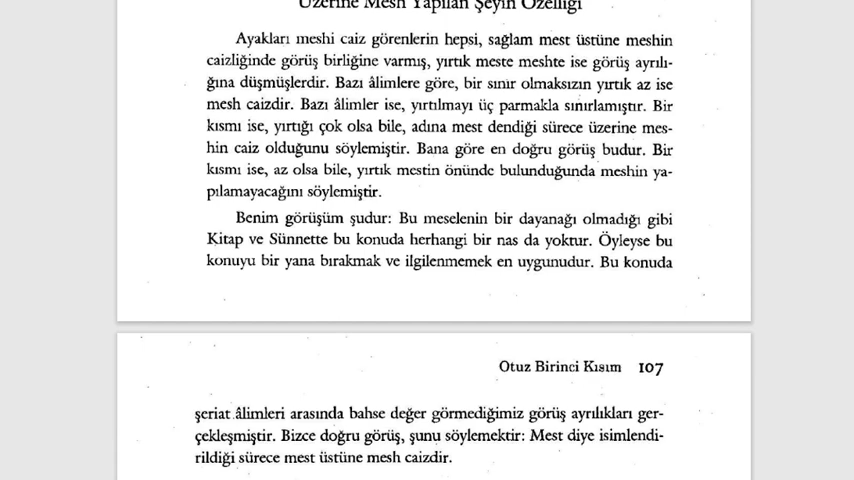 Üzerine Mesh Yapılan Şeyin Özelliği
Ayakları meshi caiz görenlerin hepsi, sağlam mest üstüne meshin
caizliğinde görüş birliğine varmış, yırtık meste meshte ise görüş ayrılı-
ğına düşmüşlerdir. Bazı âlimlere göre, bir sınır olmaksızın yırtık az ise
mesh caizdir. Bazı âlimler ise, yırtılmayı üç parmakla sınırlamıştır. Bir
kısmı ise, yırtığı çok olsa bile, adına mest dendiği sürece üzerine mes-
hin caiz olduğunu söylemiştir. Bana göre en doğru görüş budur. Bir
kısmı ise, az olsa bile, yırtık mestin önünde bulunduğunda meshin ya-
pılamayacağını söylemiştir.
Benim görüşüm şudur: Bu meselenin bir dayanağı olmadığı gibi
Kitap ve Sünnette bu konuda herhangi bir nas da yoktur. Öyleyse bu
konuyu bir yana bırakmak ve ilgilenmemek en uygunudur. Bu konuda
Otuz Birinci Kısım 107
şeriat âlimleri arasında bahse değer görmediğimiz görüş ayrılıkları ger-
çekleşmiştir. Bizce doğru görüş, şunu söylemektir: Mest diye isimlendi-
rildiği sürece mest üstüne mesh caizdir.